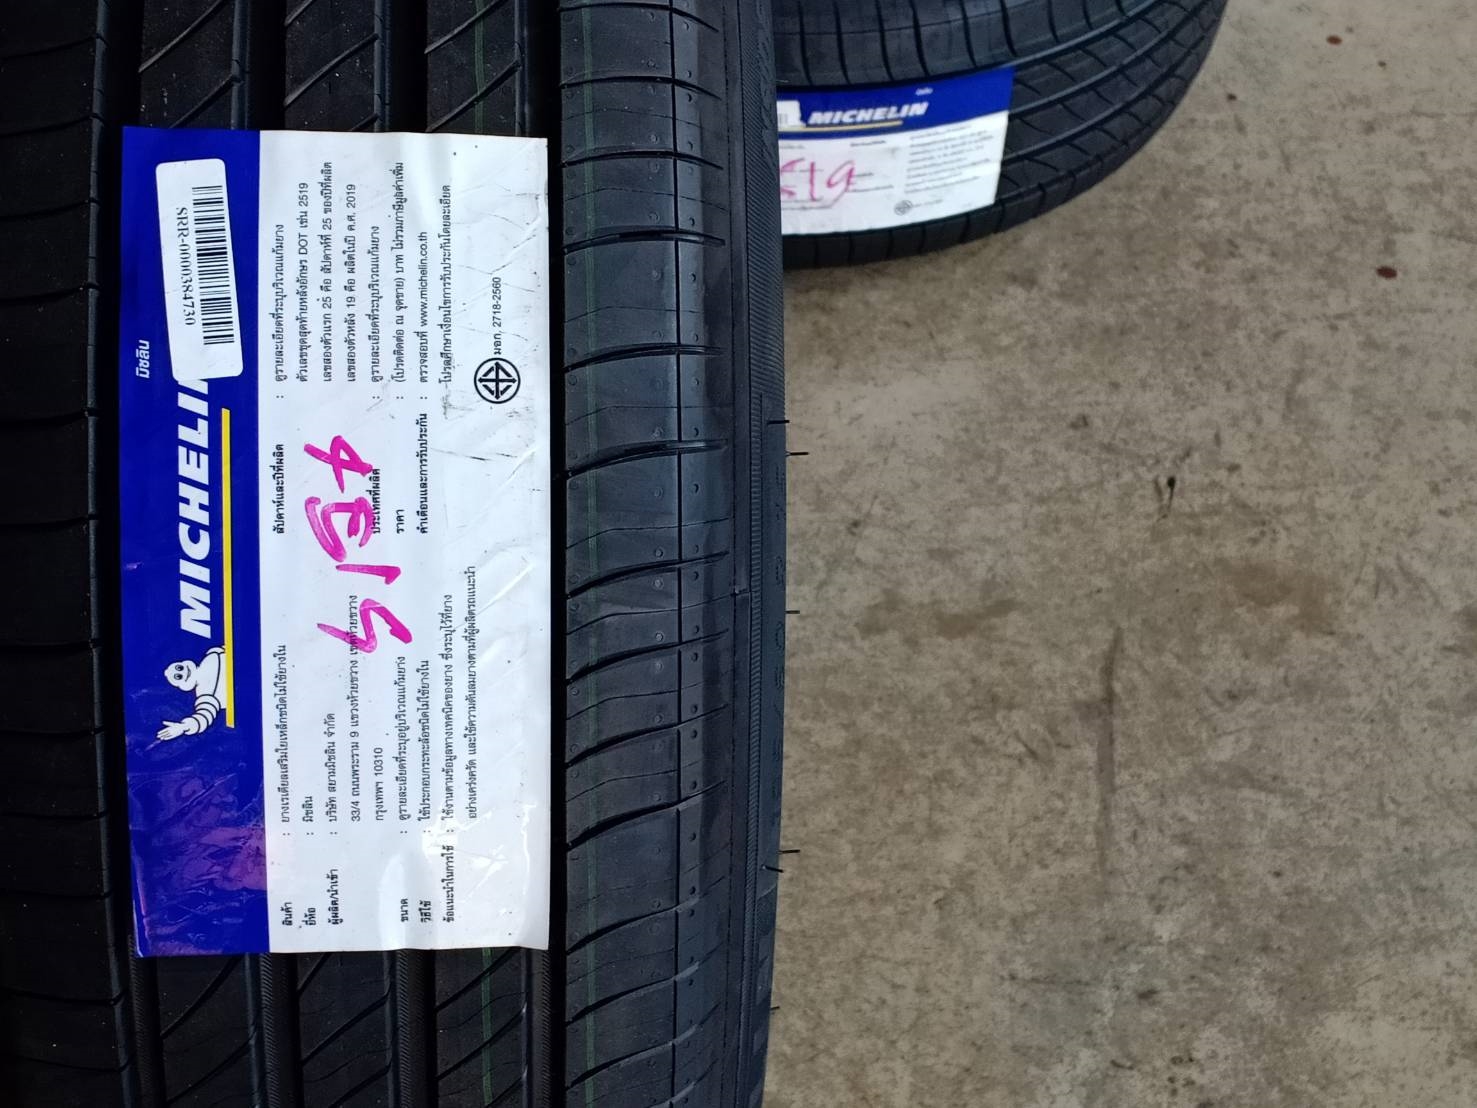 มิชลิน
MICHELIN
SRR-0000384730
สินค้า : ยางเรเดียลเสริมใยเหล็กชนิดไม่ใช้ยางใน
ยี่ห้อ : มิชลิน
ผู้ผลิต/นำเข้า : บริษัท สยามมิชลิน จำกัด
33/4 ถนนพระราม 9 แขวงห้วยขวาง เขตห้วยขวาง
กรุงเทพฯ 10310
ขนาด : ดูรายละเอียดที่ระบุอยู่บริเวณแก้มยาง
วิธีใช้ : ใช้ประกอบกระทะล้อชนิดไม่ใช้ยางใน
ข้อแนะนำในการใช้ : ใช้งานตามข้อมูลทางเทคนิคของยาง ซึ่งระบุไว้ที่ยาง
อย่างเคร่งครัด และใช้ความดันลมยางตามที่ผู้ผลิตรถแนะนำ
สัปดาห์และปีที่ผลิต : ดูรายละเอียดที่ระบุบริเวณแก้มยาง
ตัวเลขชุดสุดท้ายหลังอักษร DOT เช่น 2519
เลขสองตัวแรก 25 คือ สัปดาห์ที่ 25 ของปีที่ผลิต
เลขสองตัวหลัง 19 คือ ผลิตในปี ค.ศ. 2019
ประเทศที่ผลิต : ดูรายละเอียดที่ระบุบริเวณแก้มยาง
ราคา : (โปรดติดต่อ ณ จุดขาย) บาท ไม่รวมภาษีมูลค่าเพิ่ม
คำเตือนและการรับประกัน : ตรวจสอบที่ www.michelin.co.th
โปรดศึกษาเงื่อนไขการรับประกันโดยละเอียด
มอก. 2718-2560
MICHELIN